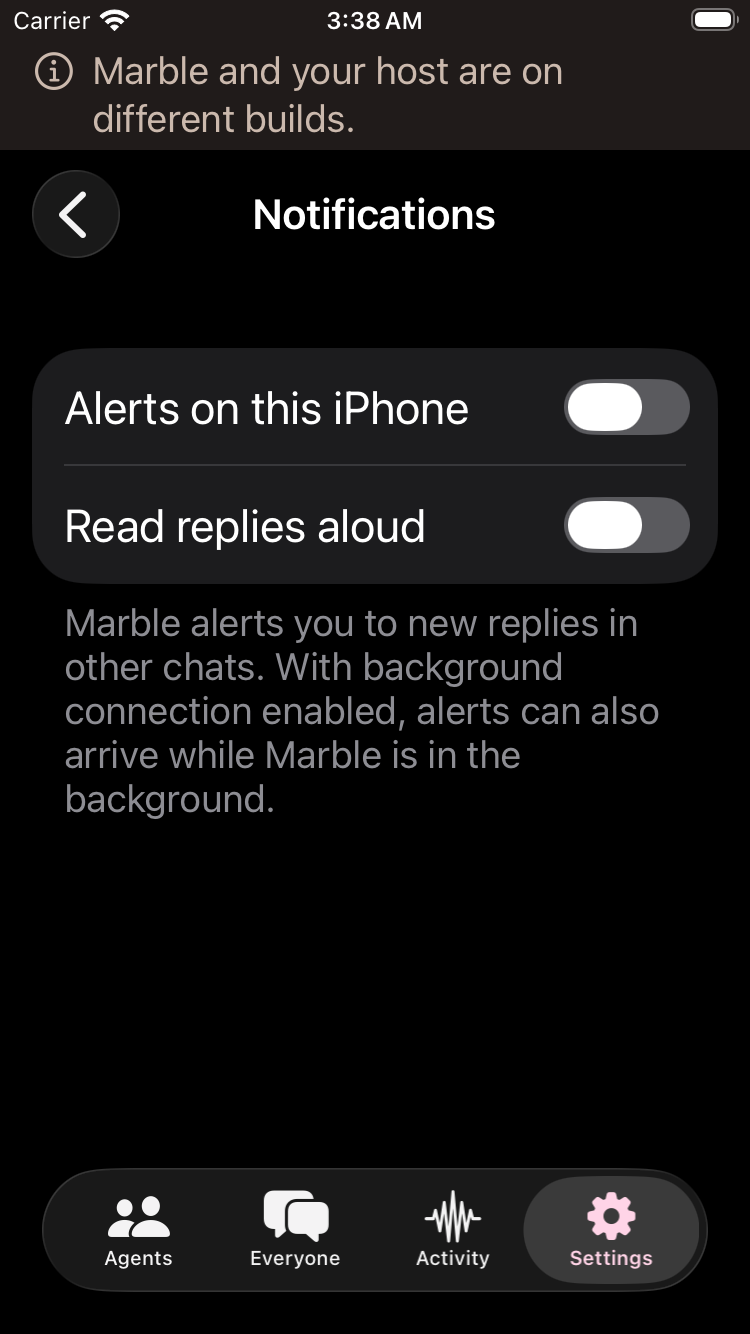 Carrier 3:38 AM
Marble and your host are on
different builds.
Notifications
Alerts on this iPhone
Read replies aloud
Marble alerts you to new replies in
other chats. With background
connection enabled, alerts can also
arrive while Marble is in the
background.
Agents Everyone Activity Settings